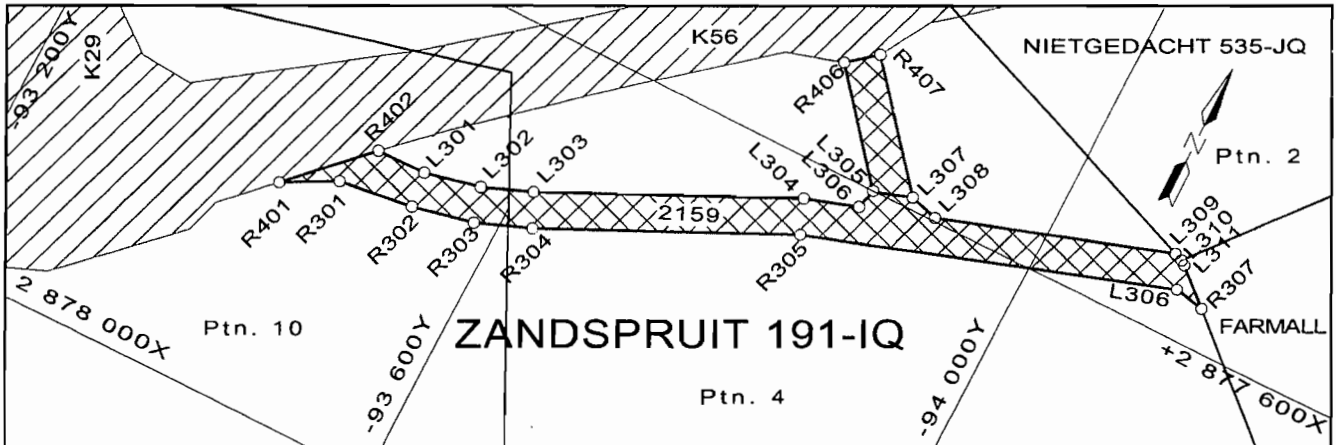 K56
NIETGEDACHT 535-JQ
K29
-93 200Y
R407
R406
N
Ptn. 2
R402
L301
L302
L303
L304
L305
L306
L307
L308
2159
L309
L310
L311
R401
R301
R302
R303
R304
R305
L306
R307
2 878 000X
Ptn. 10
ZANDSPRUIT 191-IQ
FARMALL
-93 600Y
Ptn. 4
-94 000Y
+2 877 600X